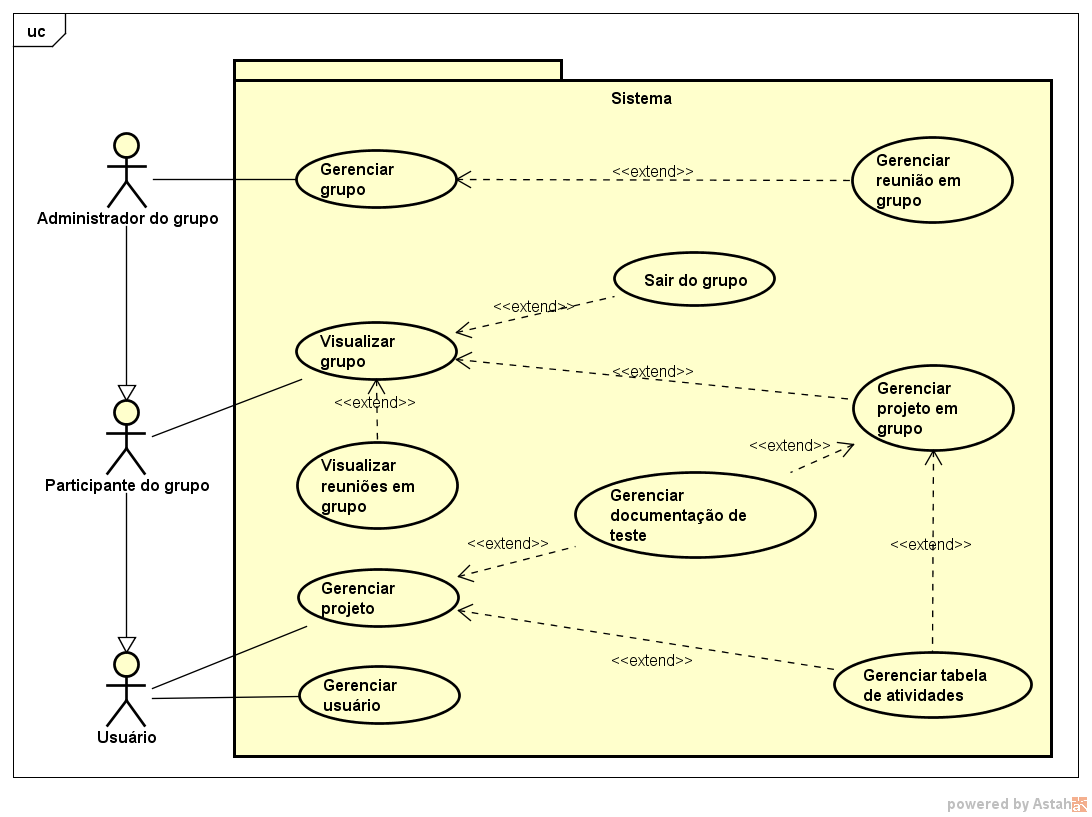 uc
Sistema
Administrador do grupo
Gerenciar
grupo
<<extend>>
Gerenciar
reunião em
grupo
Sair do grupo
<<extend>>
Visualizar
grupo
<<extend>>
Gerenciar
projeto em
grupo
<<extend>>
Participante do grupo
Visualizar
reuniões em
grupo
<<extend>>
Gerenciar
documentação de
teste
<<extend>>
<<extend>>
Gerenciar
projeto
<<extend>>
Gerenciar tabela
de atividades
Gerenciar
usuário
Usuário
powered by Astah